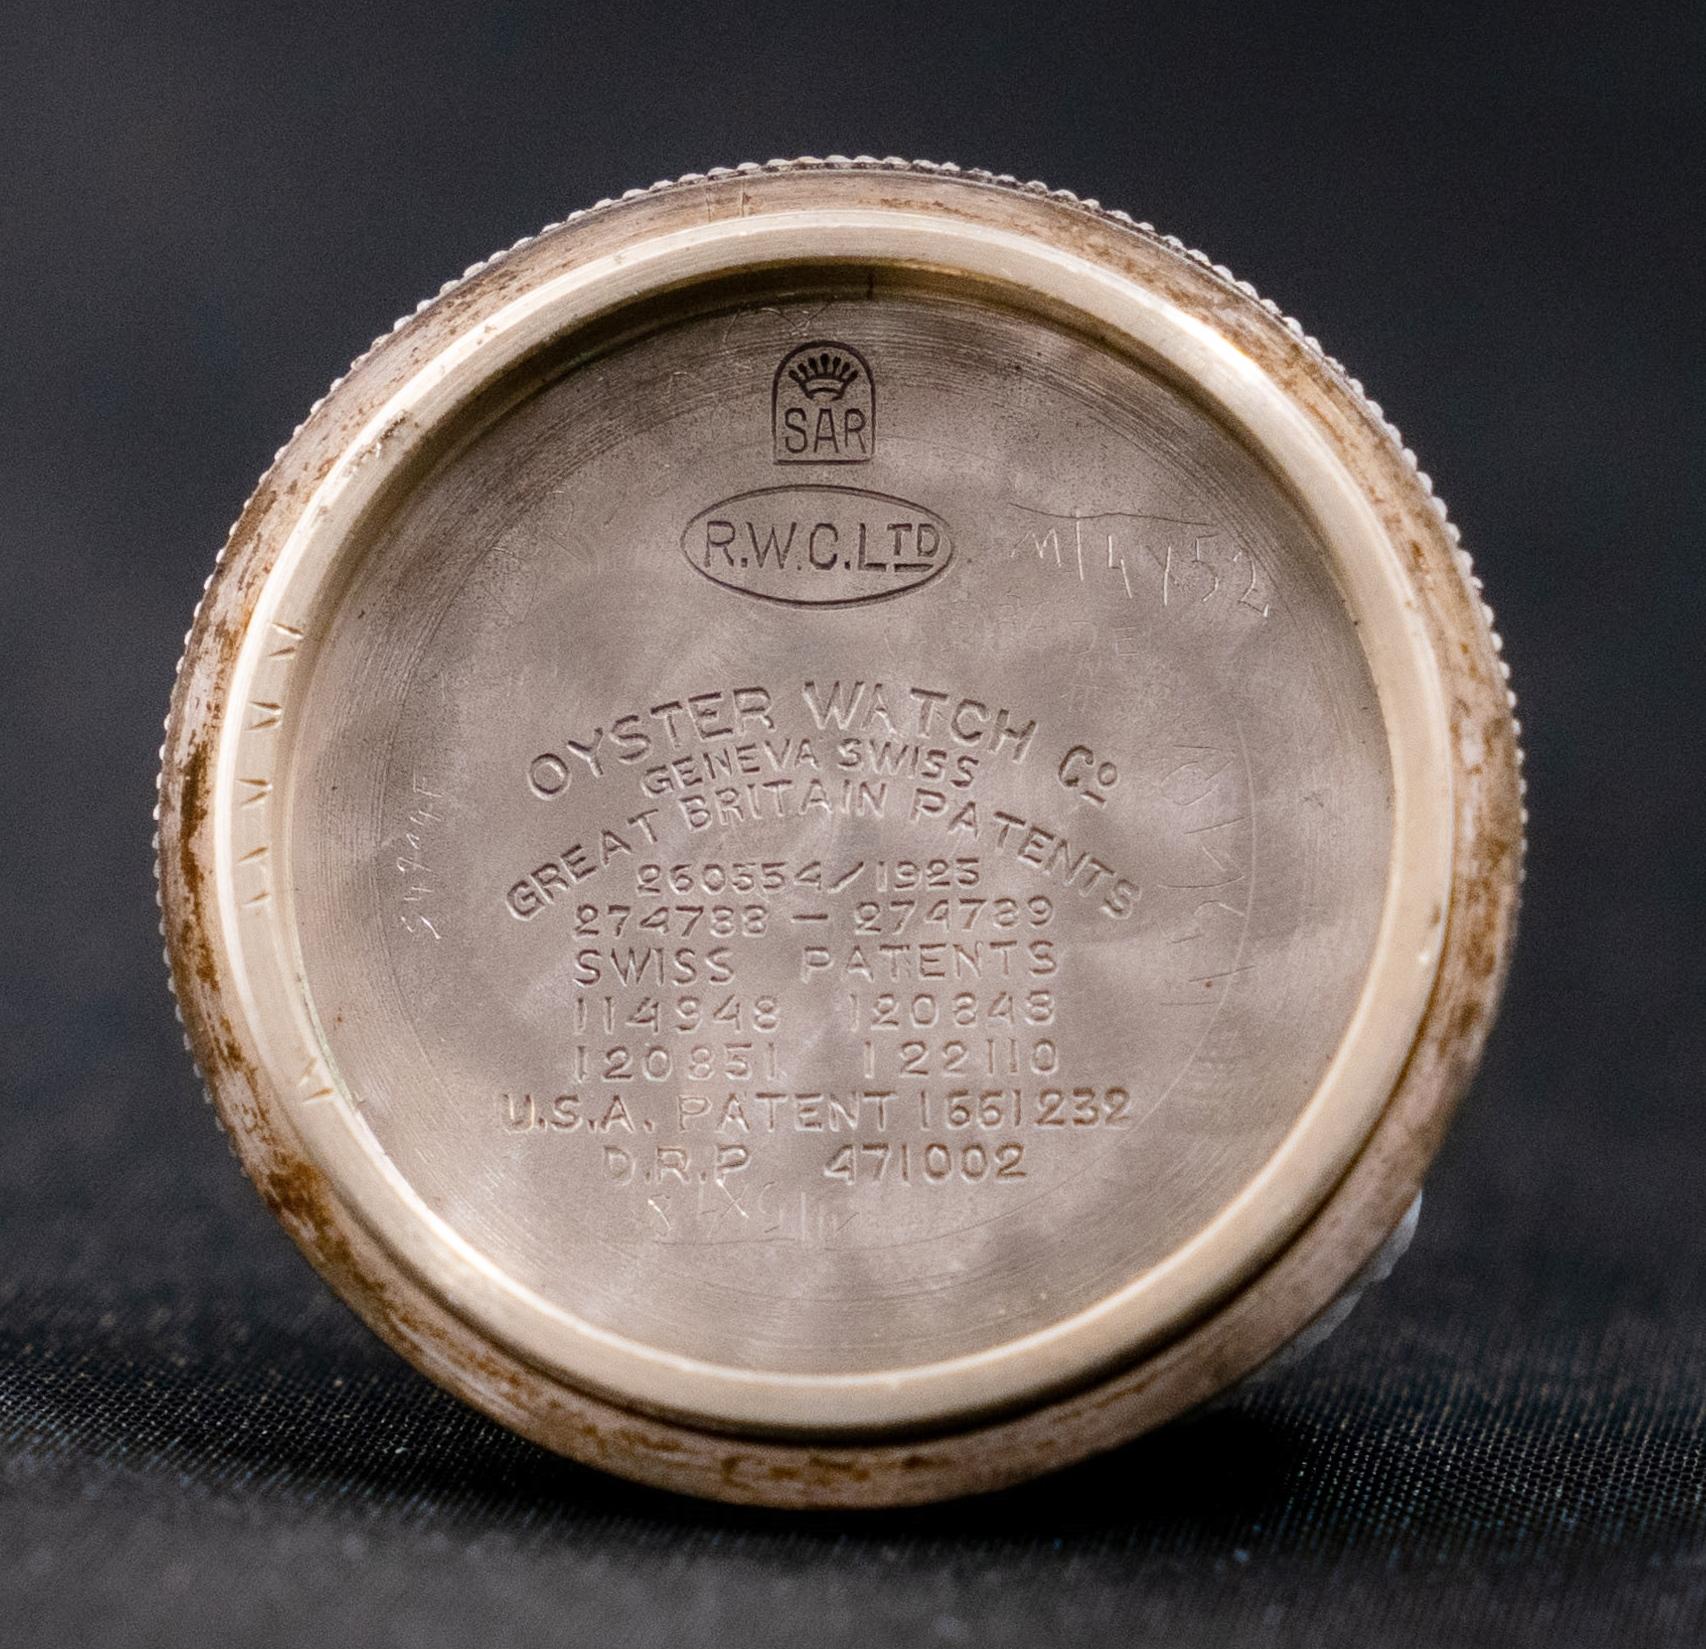 SAR
R.W.C.LTD
OYSTER WATCH Cº
GENEVA SWISS
GREAT BRITAIN PATENTS
260554/1925
274788 – 274789
SWISS PATENTS
114948 120848
120851 122110
U.S.A. PATENT 1661232
D.R.P 471002